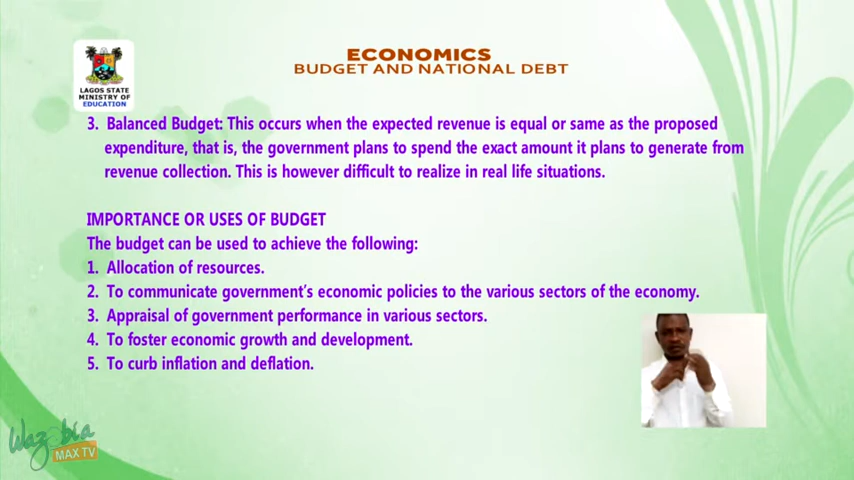 ECONOMICS
BUDGET AND NATIONAL DEBT
LAGOS STATE
MINISTRY OF
EDUCATION
3. Balanced Budget: This occurs when the expected revenue is equal or same as the proposed
expenditure, that is, the government plans to spend the exact amount it plans to generate from
revenue collection. This is however difficult to realize in real life situations.
IMPORTANCE OR USES OF BUDGET
The budget can be used to achieve the following:
1. Allocation of resources.
2. To communicate government's economic policies to the various sectors of the economy.
3. Appraisal of government performance in various sectors.
4. To foster economic growth and development.
5. To curb inflation and deflation.
Wazobia
MAX TV